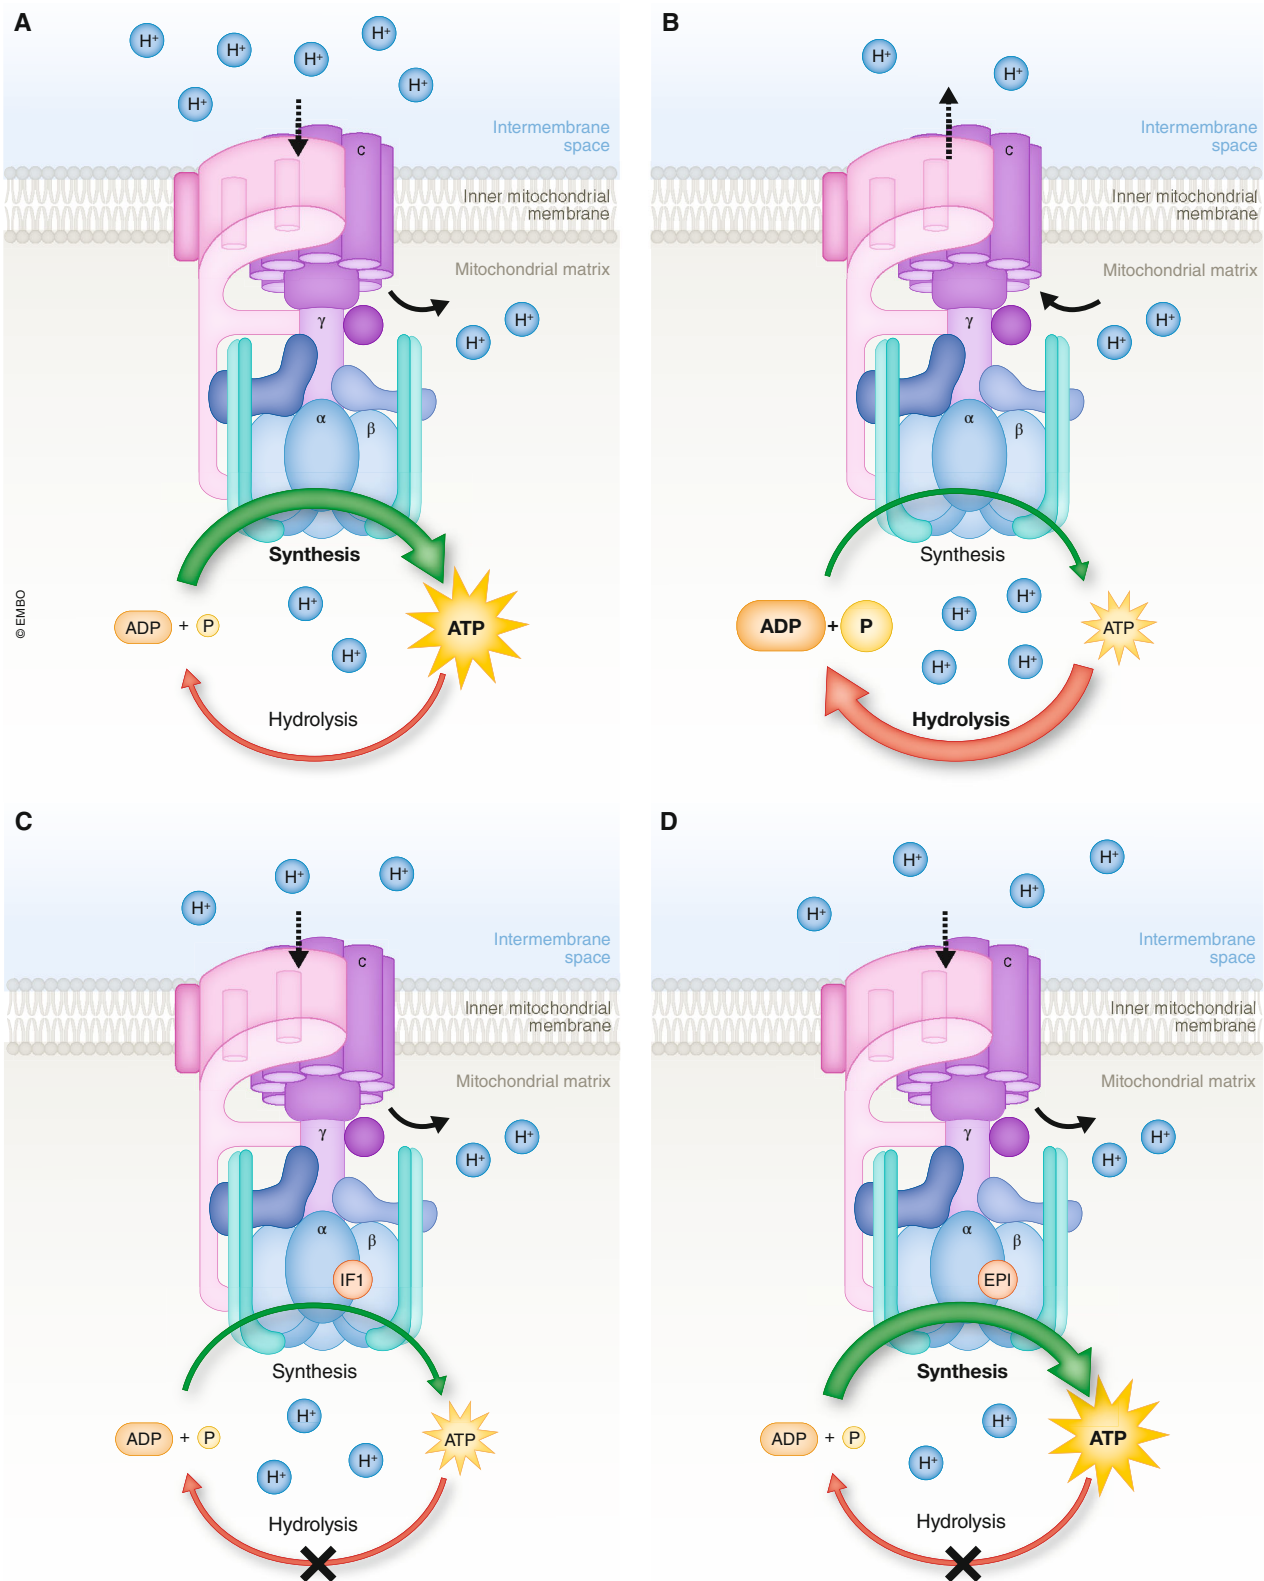 A
H+
H+
H+
H+
H+
H+
Intermembrane
space
c
Inner mitochondrial
membrane
Mitochondrial matrix
γ
H+
H+
α
β
Synthesis
H+
H+
ADP + P
ATP
Hydrolysis
© EMBO
B
H+
H+
Intermembrane
space
c
Inner mitochondrial
membrane
Mitochondrial matrix
γ
H+
H+
α
β
Synthesis
H+
H+
H+
H+
ADP + P
ATP
Hydrolysis
C
H+
H+
H+
Intermembrane
space
c
Inner mitochondrial
membrane
Mitochondrial matrix
γ
H+
H+
α
β
IF1
Synthesis
H+
H+
H+
ADP + P
ATP
Hydrolysis
D
H+
H+
H+
H+
Intermembrane
space
c
Inner mitochondrial
membrane
Mitochondrial matrix
γ
H+
H+
α
β
EPI
Synthesis
H+
H+
ADP + P
ATP
Hydrolysis